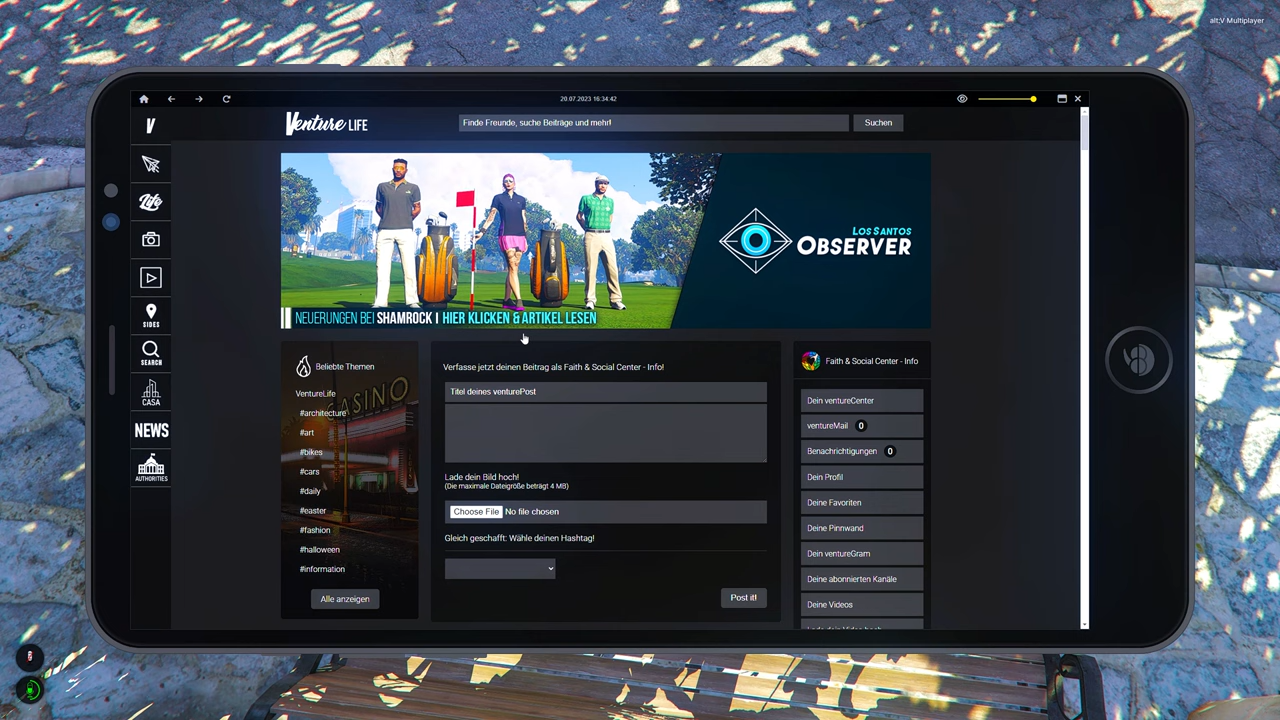 alt:V Multiplayer
20.07.2023 16:34:42
V
Venture LIFE
Finde Freunde, suche Beiträge und mehr!
Suchen
Life
SIDES
SEARCH
CASA
NEWS
AUTHORITIES
LOS SANTOS
OBSERVER
NEUERUNGEN BEI SHAMROCK | HIER KLICKEN & ARTIKEL LESEN
Beliebte Themen
VentureLife
#architecture
#art
#bikes
#cars
#daily
#easter
#fashion
#halloween
#information
Alle anzeigen
CASINO
Verfasse jetzt deinen Beitrag als Faith & Social Center - Info!
Titel deines venturePost
Lade dein Bild hoch!
(Die maximale Dateigröße beträgt 4 MB)
Choose File No file chosen
Gleich geschafft: Wähle deinen Hashtag!
Post it!
Faith & Social Center - Info
Dein ventureCenter
ventureMail 0
Benachrichtigungen 0
Dein Profil
Deine Favoriten
Deine Pinnwand
Dein ventureGram
Deine abonnierten Kanäle
Deine Videos